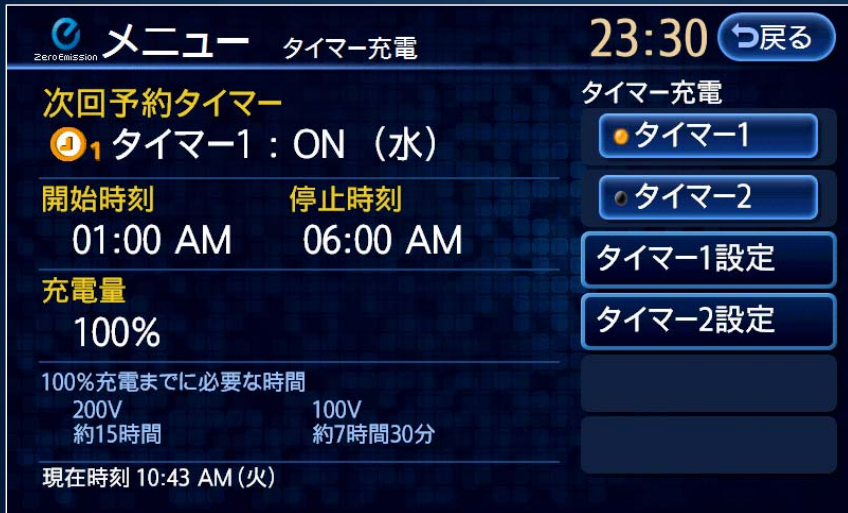 Zero Emission メニュー タイマー充電 23:30 戻る
次回予約タイマー
1 タイマー1：ON （水）
開始時刻 停止時刻
01:00 AM 06:00 AM
充電量
100%
100%充電までに必要な時間
200V 100V
約15時間 約7時間30分
現在時刻 10:43 AM（火）
タイマー充電
タイマー1
タイマー2
タイマー1設定
タイマー2設定